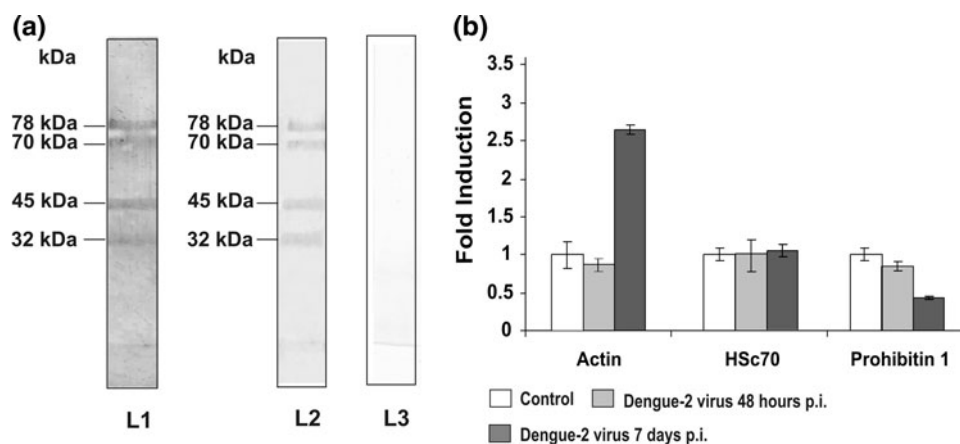 (a)
kDa
kDa
78 kDa
70 kDa
45 kDa
32 kDa
78 kDa
70 kDa
45 kDa
32 kDa
L1
L2
L3
(b)
Fold Induction
3.5
3
2.5
2
1.5
1
0.5
0
Actin
HSc70
Prohibitin 1
Control
Dengue-2 virus 48 hours p.i.
Dengue-2 virus 7 days p.i.